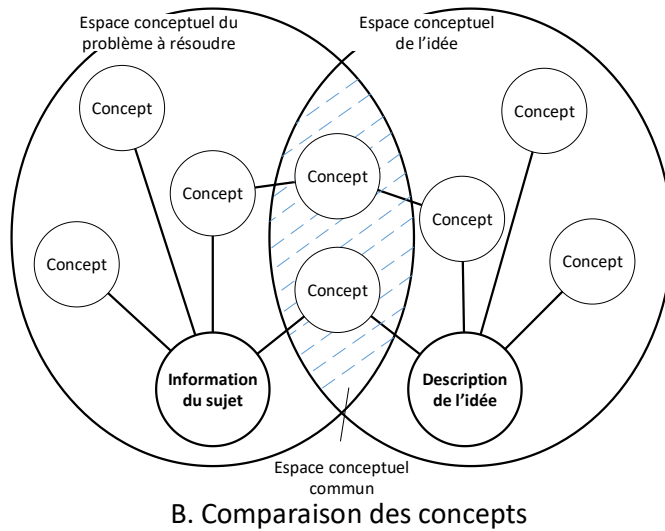 Espace conceptuel du
problème à résoudre
Espace conceptuel
de l’idée
Concept
Concept
Concept
Concept
Concept
Concept
Concept
Concept
Information
du sujet
Description
de l’idée
Espace conceptuel
commun
B. Comparaison des concepts